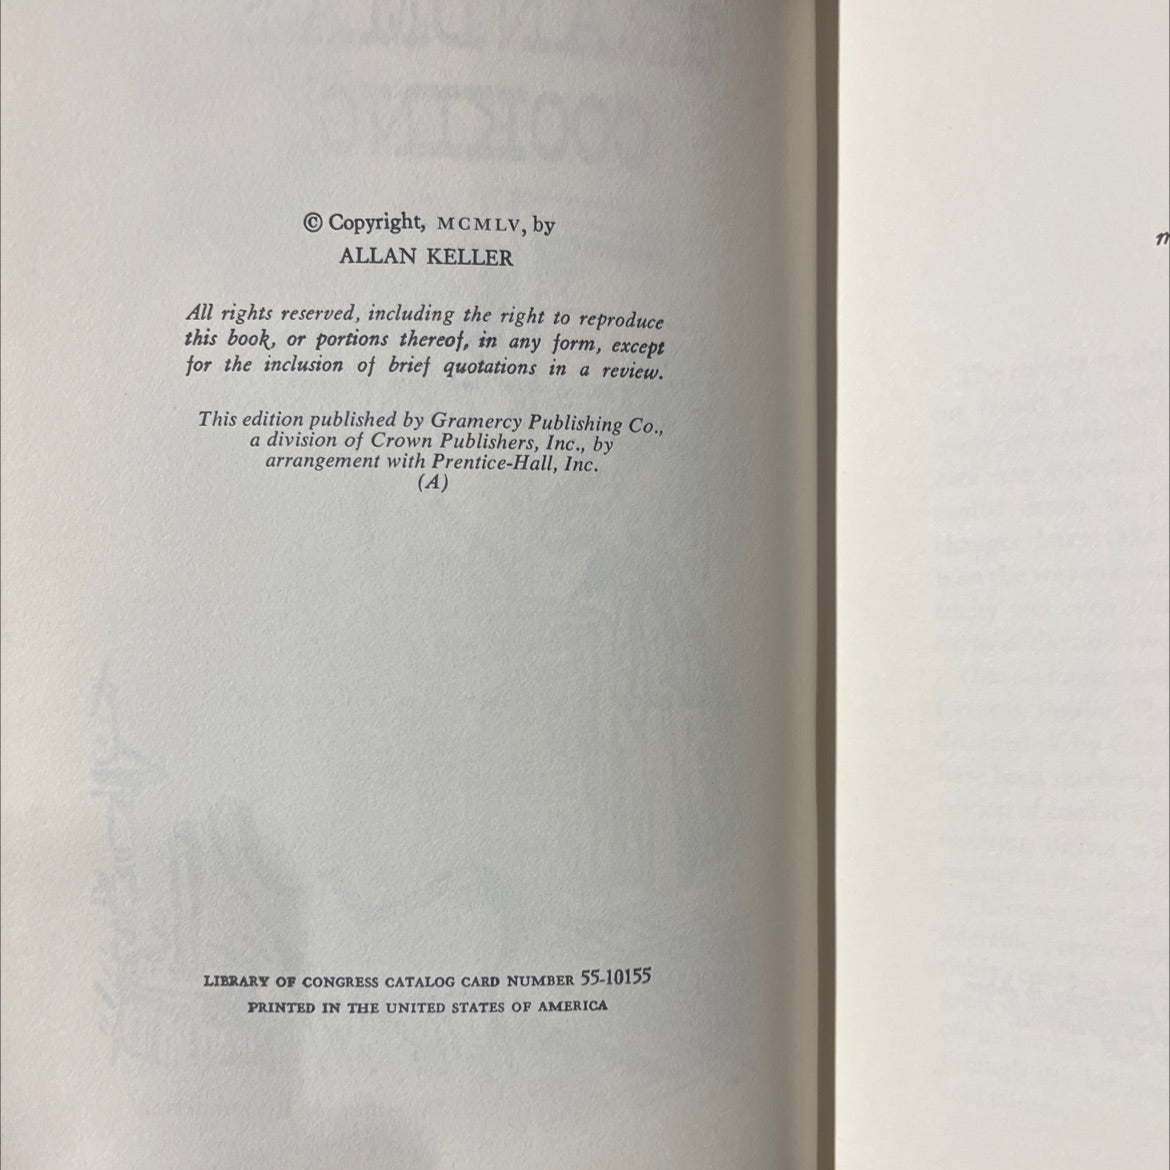 © Copyright, MCMLV, by
ALLAN KELLER
All rights reserved, including the right to reproduce
this book, or portions thereof, in any form, except
for the inclusion of brief quotations in a review.
This edition published by Gramercy Publishing Co.,
a division of Crown Publishers, Inc., by
arrangement with Prentice-Hall, Inc.
(A)
LIBRARY OF CONGRESS CATALOG CARD NUMBER 55-10155
PRINTED IN THE UNITED STATES OF AMERICA